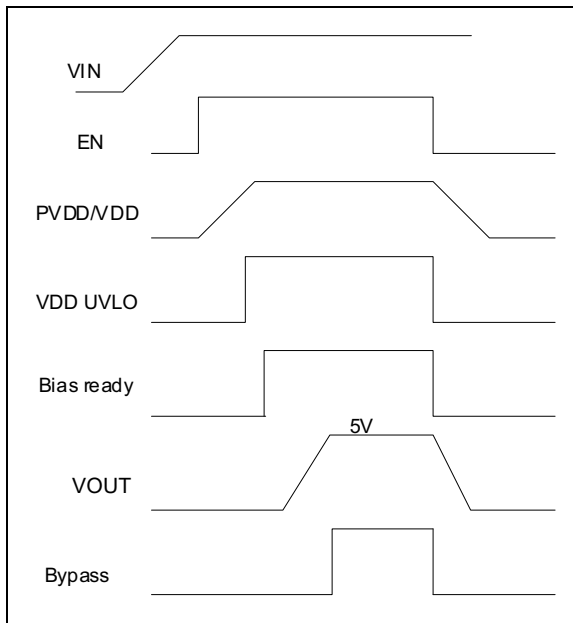 VIN
EN
PVDD/VDD
VDD UVLO
Bias ready
5V
VOUT
Bypass